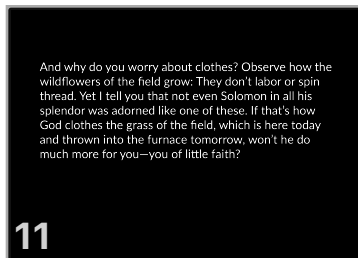 And why do you worry about clothes? Observe how the
wildflowers of the field grow: They don’t labor or spin
thread. Yet I tell you that not even Solomon in all his
splendor was adorned like one of these. If that’s how
God clothes the grass of the field, which is here today
and thrown into the furnace tomorrow, won’t he do
much more for you—you of little faith?
11